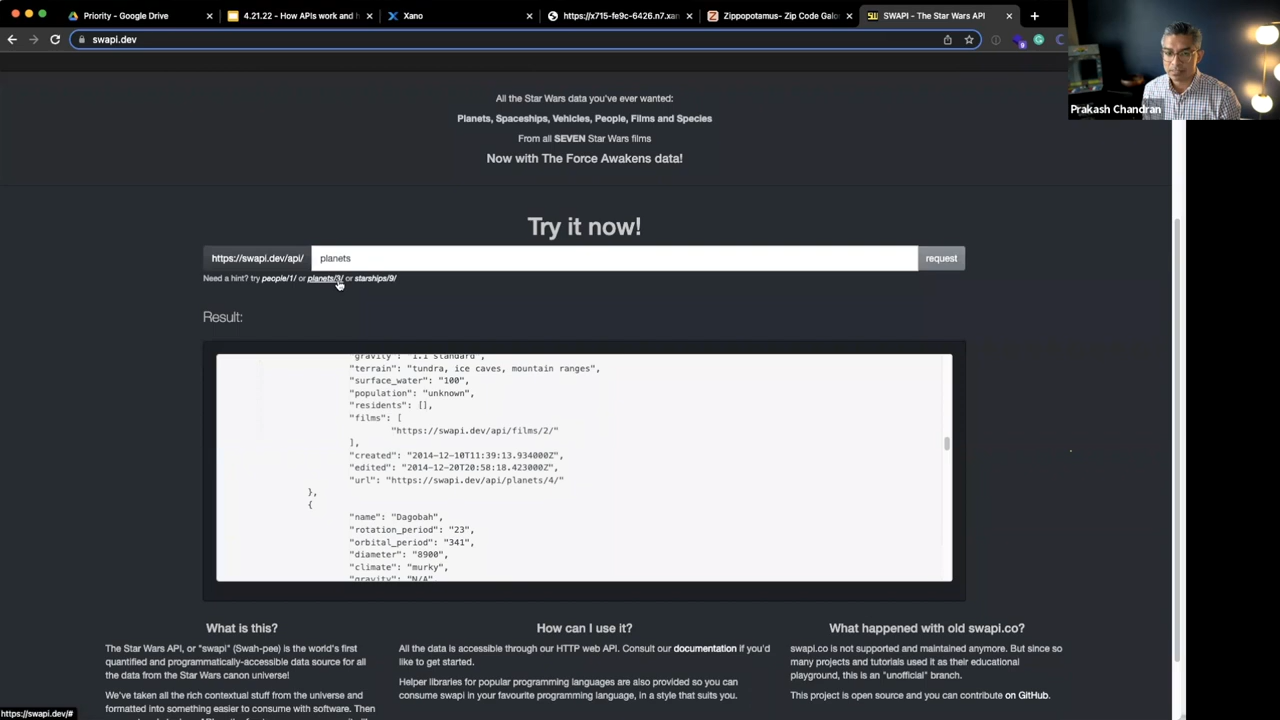 Priority - Google Drive
4.21.22 - How APIs work and h
Xano
https://x715-fe9c-6426.n7.xan
Zippopotamus- Zip Code Galo
SWAPI - The Star Wars API
swapi.dev
Prakash Chandran
All the Star Wars data you've ever wanted:
Planets, Spaceships, Vehicles, People, Films and Species
From all SEVEN Star Wars films
Now with The Force Awakens data!
Try it now!
https://swapi.dev/api/
planets
request
Need a hint? try people/1/ or planets/3/ or starships/9/
Result:
"gravity": "1.1 standard",
"terrain": "tundra, ice caves, mountain ranges",
"surface_water": "100",
"population": "unknown",
"residents": [],
"films": [
"https://swapi.dev/api/films/2/"
],
"created": "2014-12-10T11:39:13.934000Z",
"edited": "2014-12-20T20:58:18.423000Z",
"url": "https://swapi.dev/api/planets/4/"
},
{
"name": "Dagobah",
"rotation_period": "23",
"orbital_period": "341",
"diameter": "8900",
"climate": "murky",
"gravity": "N/A"
What is this?
The Star Wars API, or "swapi" (Swah-pee) is the world's first
quantified and programmatically-accessible data source for all
the data from the Star Wars canon universe!
We've taken all the rich contextual stuff from the universe and
formatted into something easier to consume with software. Then
How can I use it?
All the data is accessible through our HTTP web API. Consult our documentation if you'd
like to get started.
Helper libraries for popular programming languages are also provided so you can
consume swapi in your favourite programming language, in a style that suits you.
What happened with old swapi.co?
swapi.co is not supported and maintained anymore. But since so
many projects and tutorials used it as their educational
playground, this is an "unofficial" branch.
This project is open source and you can contribute on GitHub.
https://swapi.dev/#